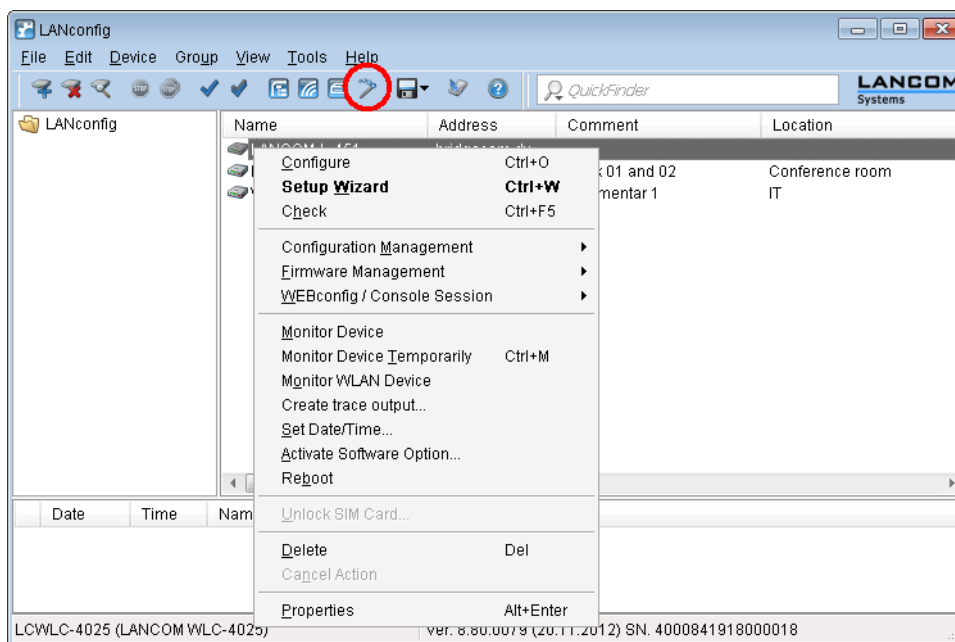 LANconfig
File Edit Device Group View Tools Help
QuickFinder
LANCOM
Systems
LANconfig
Name Address Comment Location
01 and 02 Conference room
mentar 1 IT
Configure Ctrl+O
Setup Wizard Ctrl+W
Check Ctrl+F5
Configuration Management
Firmware Management
WEBconfig / Console Session
Monitor Device
Monitor Device Temporarily Ctrl+M
Monitor WLAN Device
Create trace output...
Set Date/Time...
Activate Software Option...
Reboot
Date Time Nam
Unlock SIM Card...
Delete Del
Cancel Action
Properties Alt+Enter
LCWLC-4025 (LANCOM WLC-4025) Ver. 8.80.0079 (20.11.2012) SN. 4000841918000018